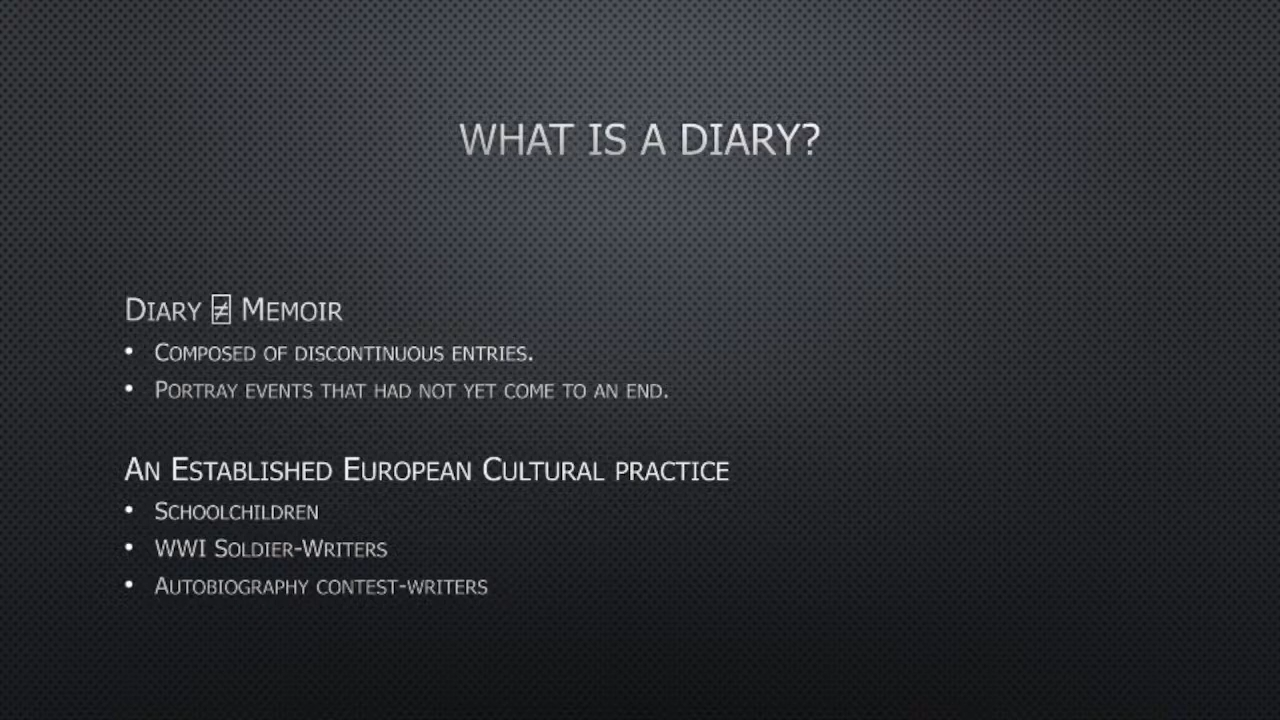 WHAT IS A DIARY?
DIARY ≠ MEMOIR
• COMPOSED OF DISCONTINUOUS ENTRIES.
• PORTRAY EVENTS THAT HAD NOT YET COME TO AN END.
AN ESTABLISHED EUROPEAN CULTURAL PRACTICE
• SCHOOLCHILDREN
• WWI SOLDIER-WRITERS
• AUTOBIOGRAPHY CONTEST-WRITERS